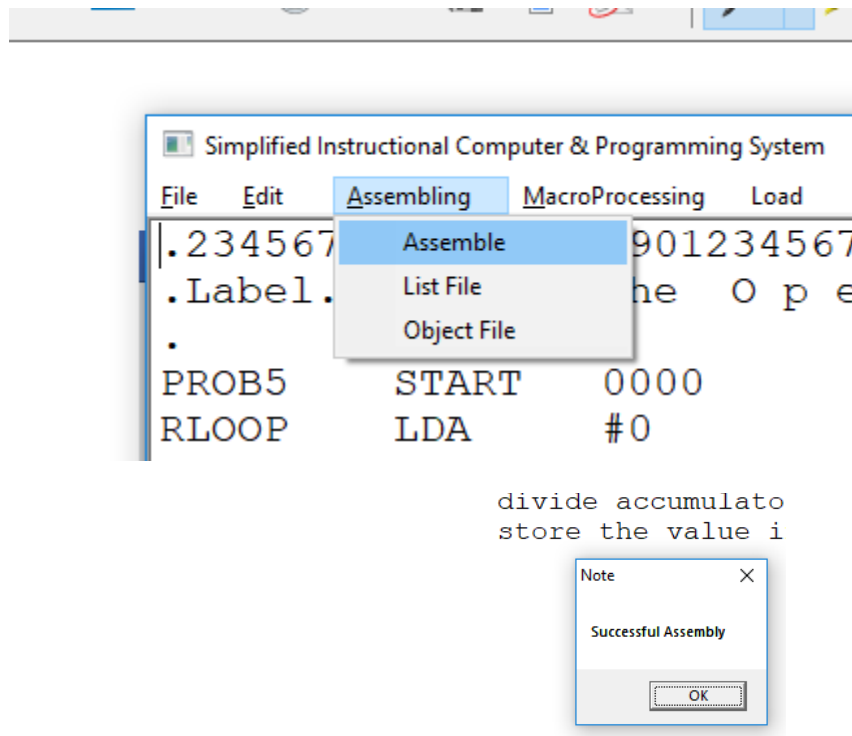 Simplified Instructional Computer & Programming System
File Edit Assembling MacroProcessing Load
.234567 901234567
Assemble
.Label. he O p e
List File
.
Object File
PROB5 START 0000
RLOOP LDA #0
divide accumulato
store the value i
Note
Successful Assembly
OK